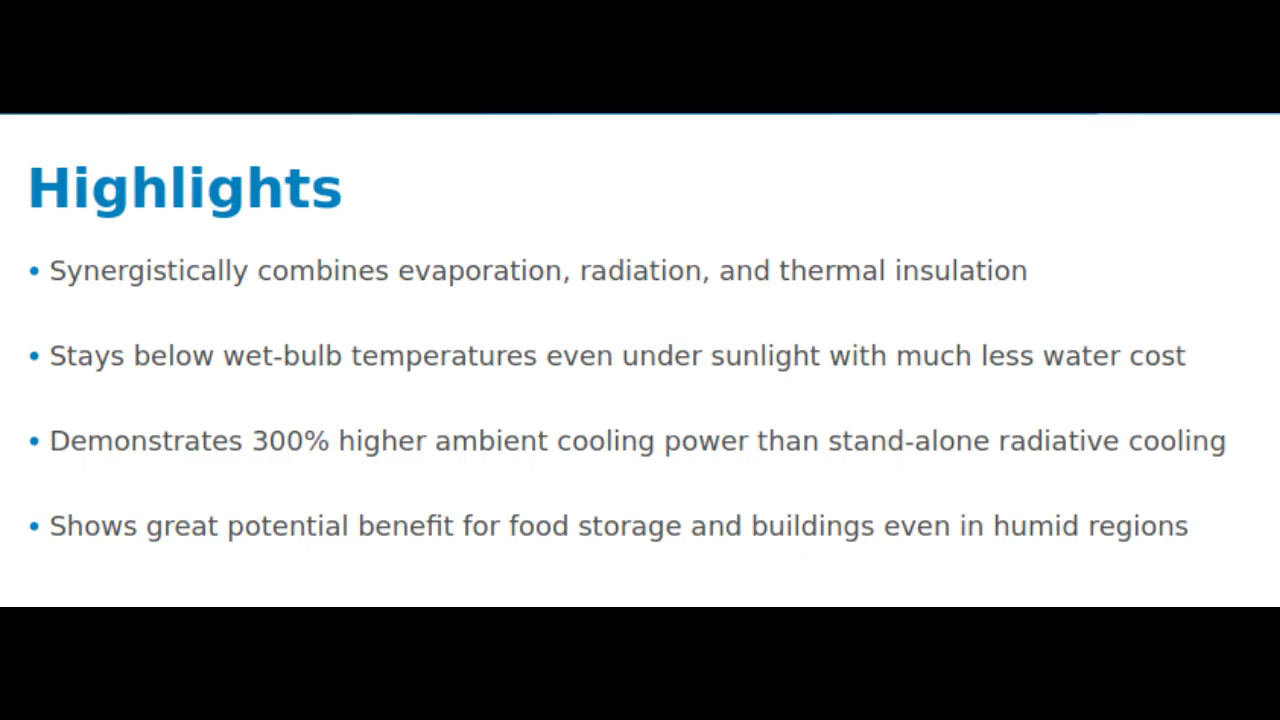 Highlights
• Synergistically combines evaporation, radiation, and thermal insulation
• Stays below wet-bulb temperatures even under sunlight with much less water cost
• Demonstrates 300% higher ambient cooling power than stand-alone radiative cooling
• Shows great potential benefit for food storage and buildings even in humid regions